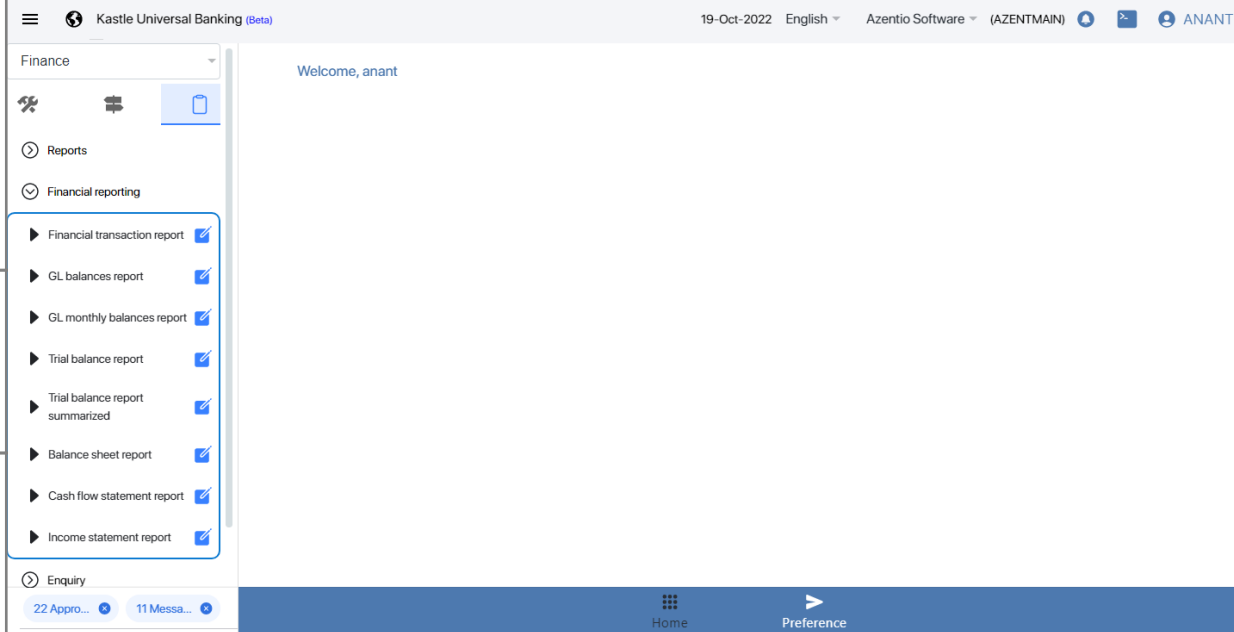 Kastle Universal Banking (Beta)
19-Oct-2022 English Azentio Software (AZENTMAIN) ANANT
Finance
Welcome, anant
Reports
Financial reporting
Financial transaction report
GL balances report
GL monthly balances report
Trial balance report
Trial balance report
summarized
Balance sheet report
Cash flow statement report
Income statement report
Enquiry
22 Appro... 11 Messa...
Home Preference